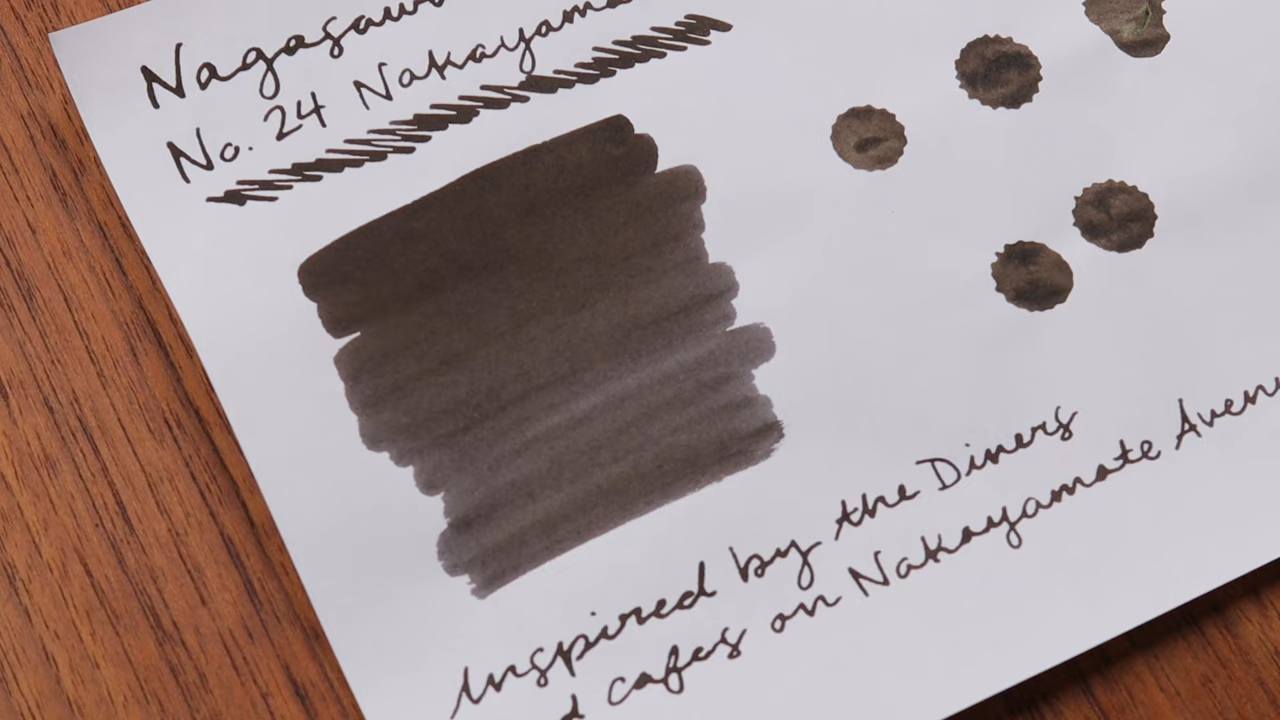 Nagasaw
No. 24 Nakayama
Inspired by the Diners
d cafes on Nakayamate Aven